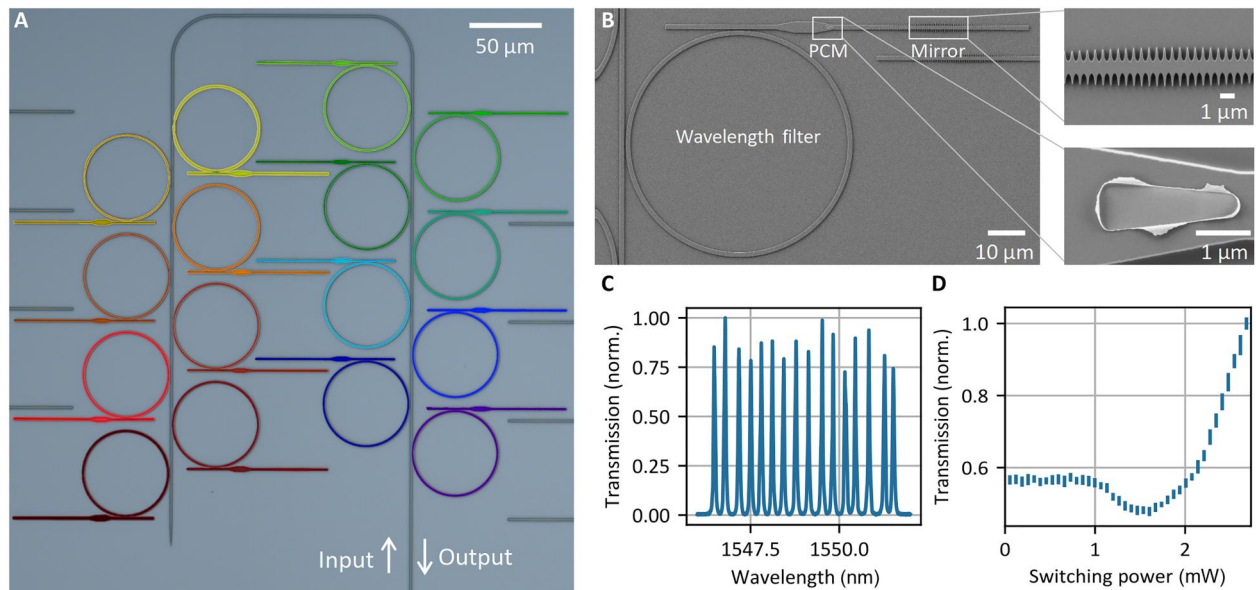 A
50 μm
Input
Output
B
PCM
Mirror
Wavelength filter
10 μm
1 μm
1 μm
C
Transmission (norm.)
1.00
0.75
0.50
0.25
0.00
1547.5
1550.0
Wavelength (nm)
D
Transmission (norm.)
1.0
0.8
0.6
0
1
2
Switching power (mW)